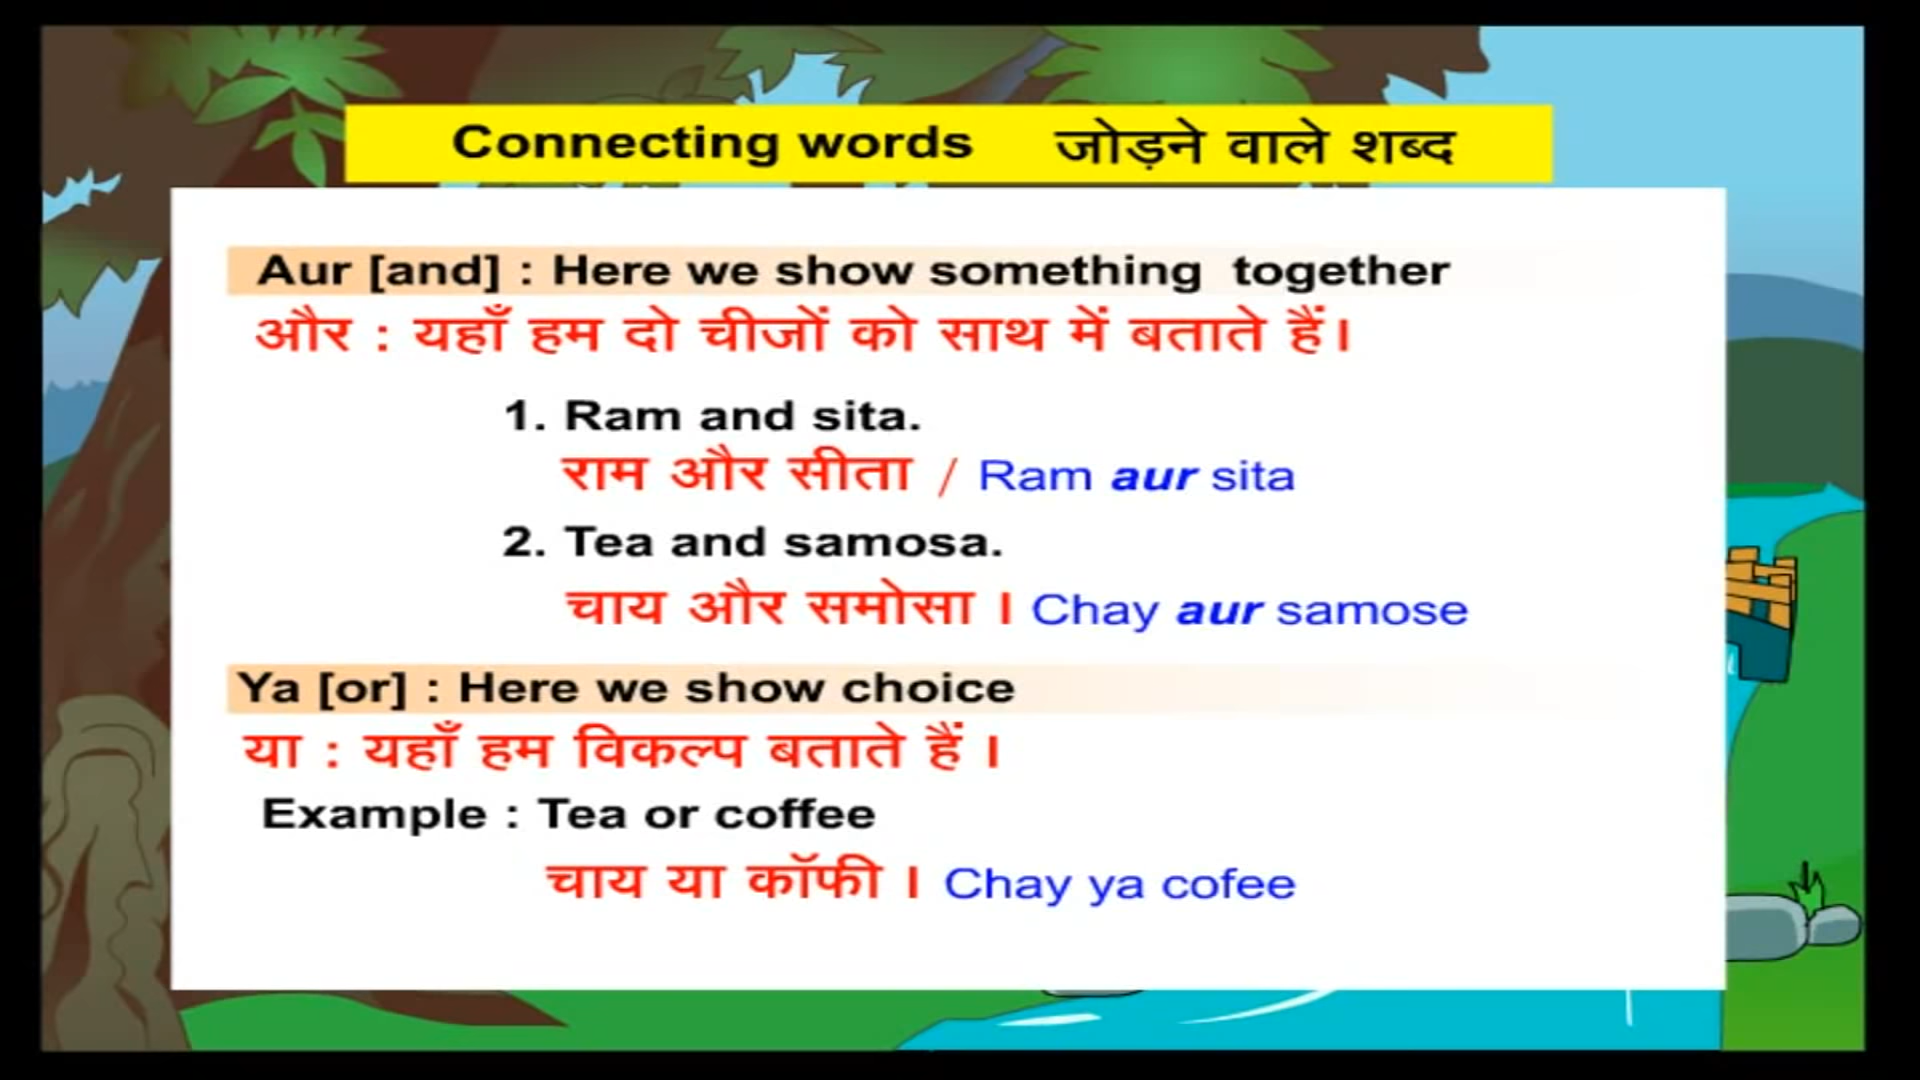 Connecting words जोड़ने वाले शब्द
Aur [and] : Here we show something together
और : यहाँ हम दो चीजों को साथ में बताते हैं।
1. Ram and sita.
राम और सीता / Ram aur sita
2. Tea and samosa.
चाय और समोसा । Chay aur samose
Ya [or] : Here we show choice
या : यहाँ हम विकल्प बताते हैं ।
Example : Tea or coffee
चाय या कॉफी । Chay ya cofee